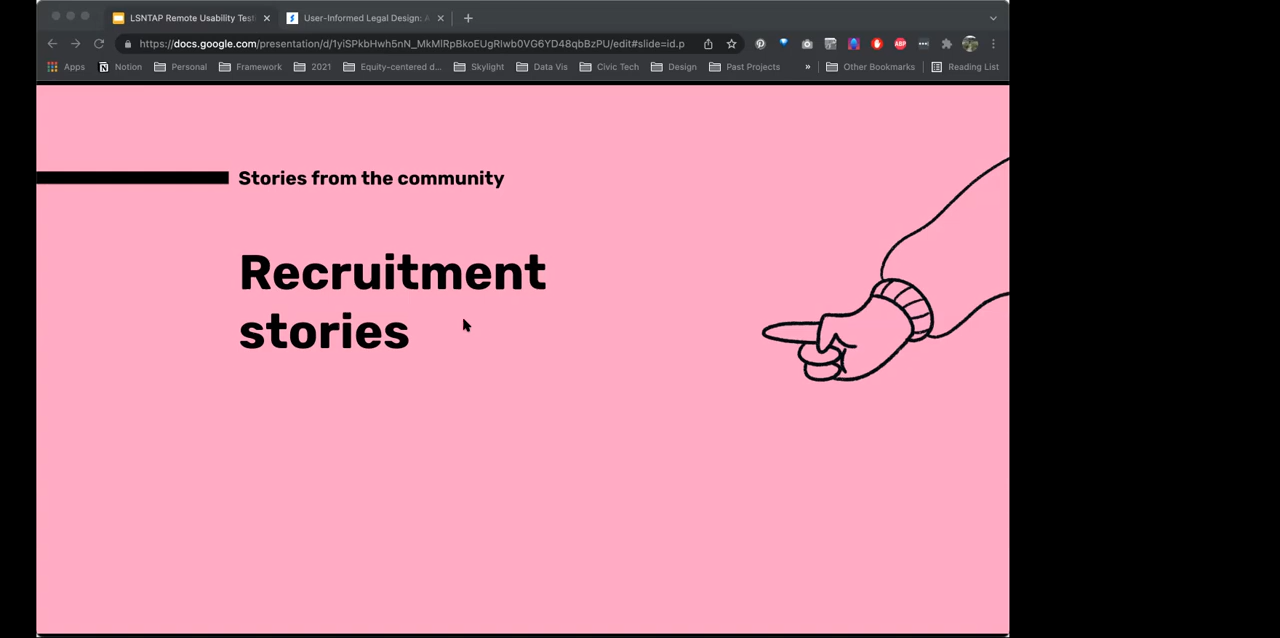 LSNTAP Remote Usability Test
User-Informed Legal Design: A
https://docs.google.com/presentation/d/1yiSPkbHwh5nN_MkMlRpBkoEUgRIwb0VG6YD48qbBzPU/edit#slide=id.p
ABP
Apps Notion Personal Framework 2021 Equity-centered d... Skylight Data Vis Civic Tech Design Past Projects » Other Bookmarks Reading List
Stories from the community
Recruitment
stories